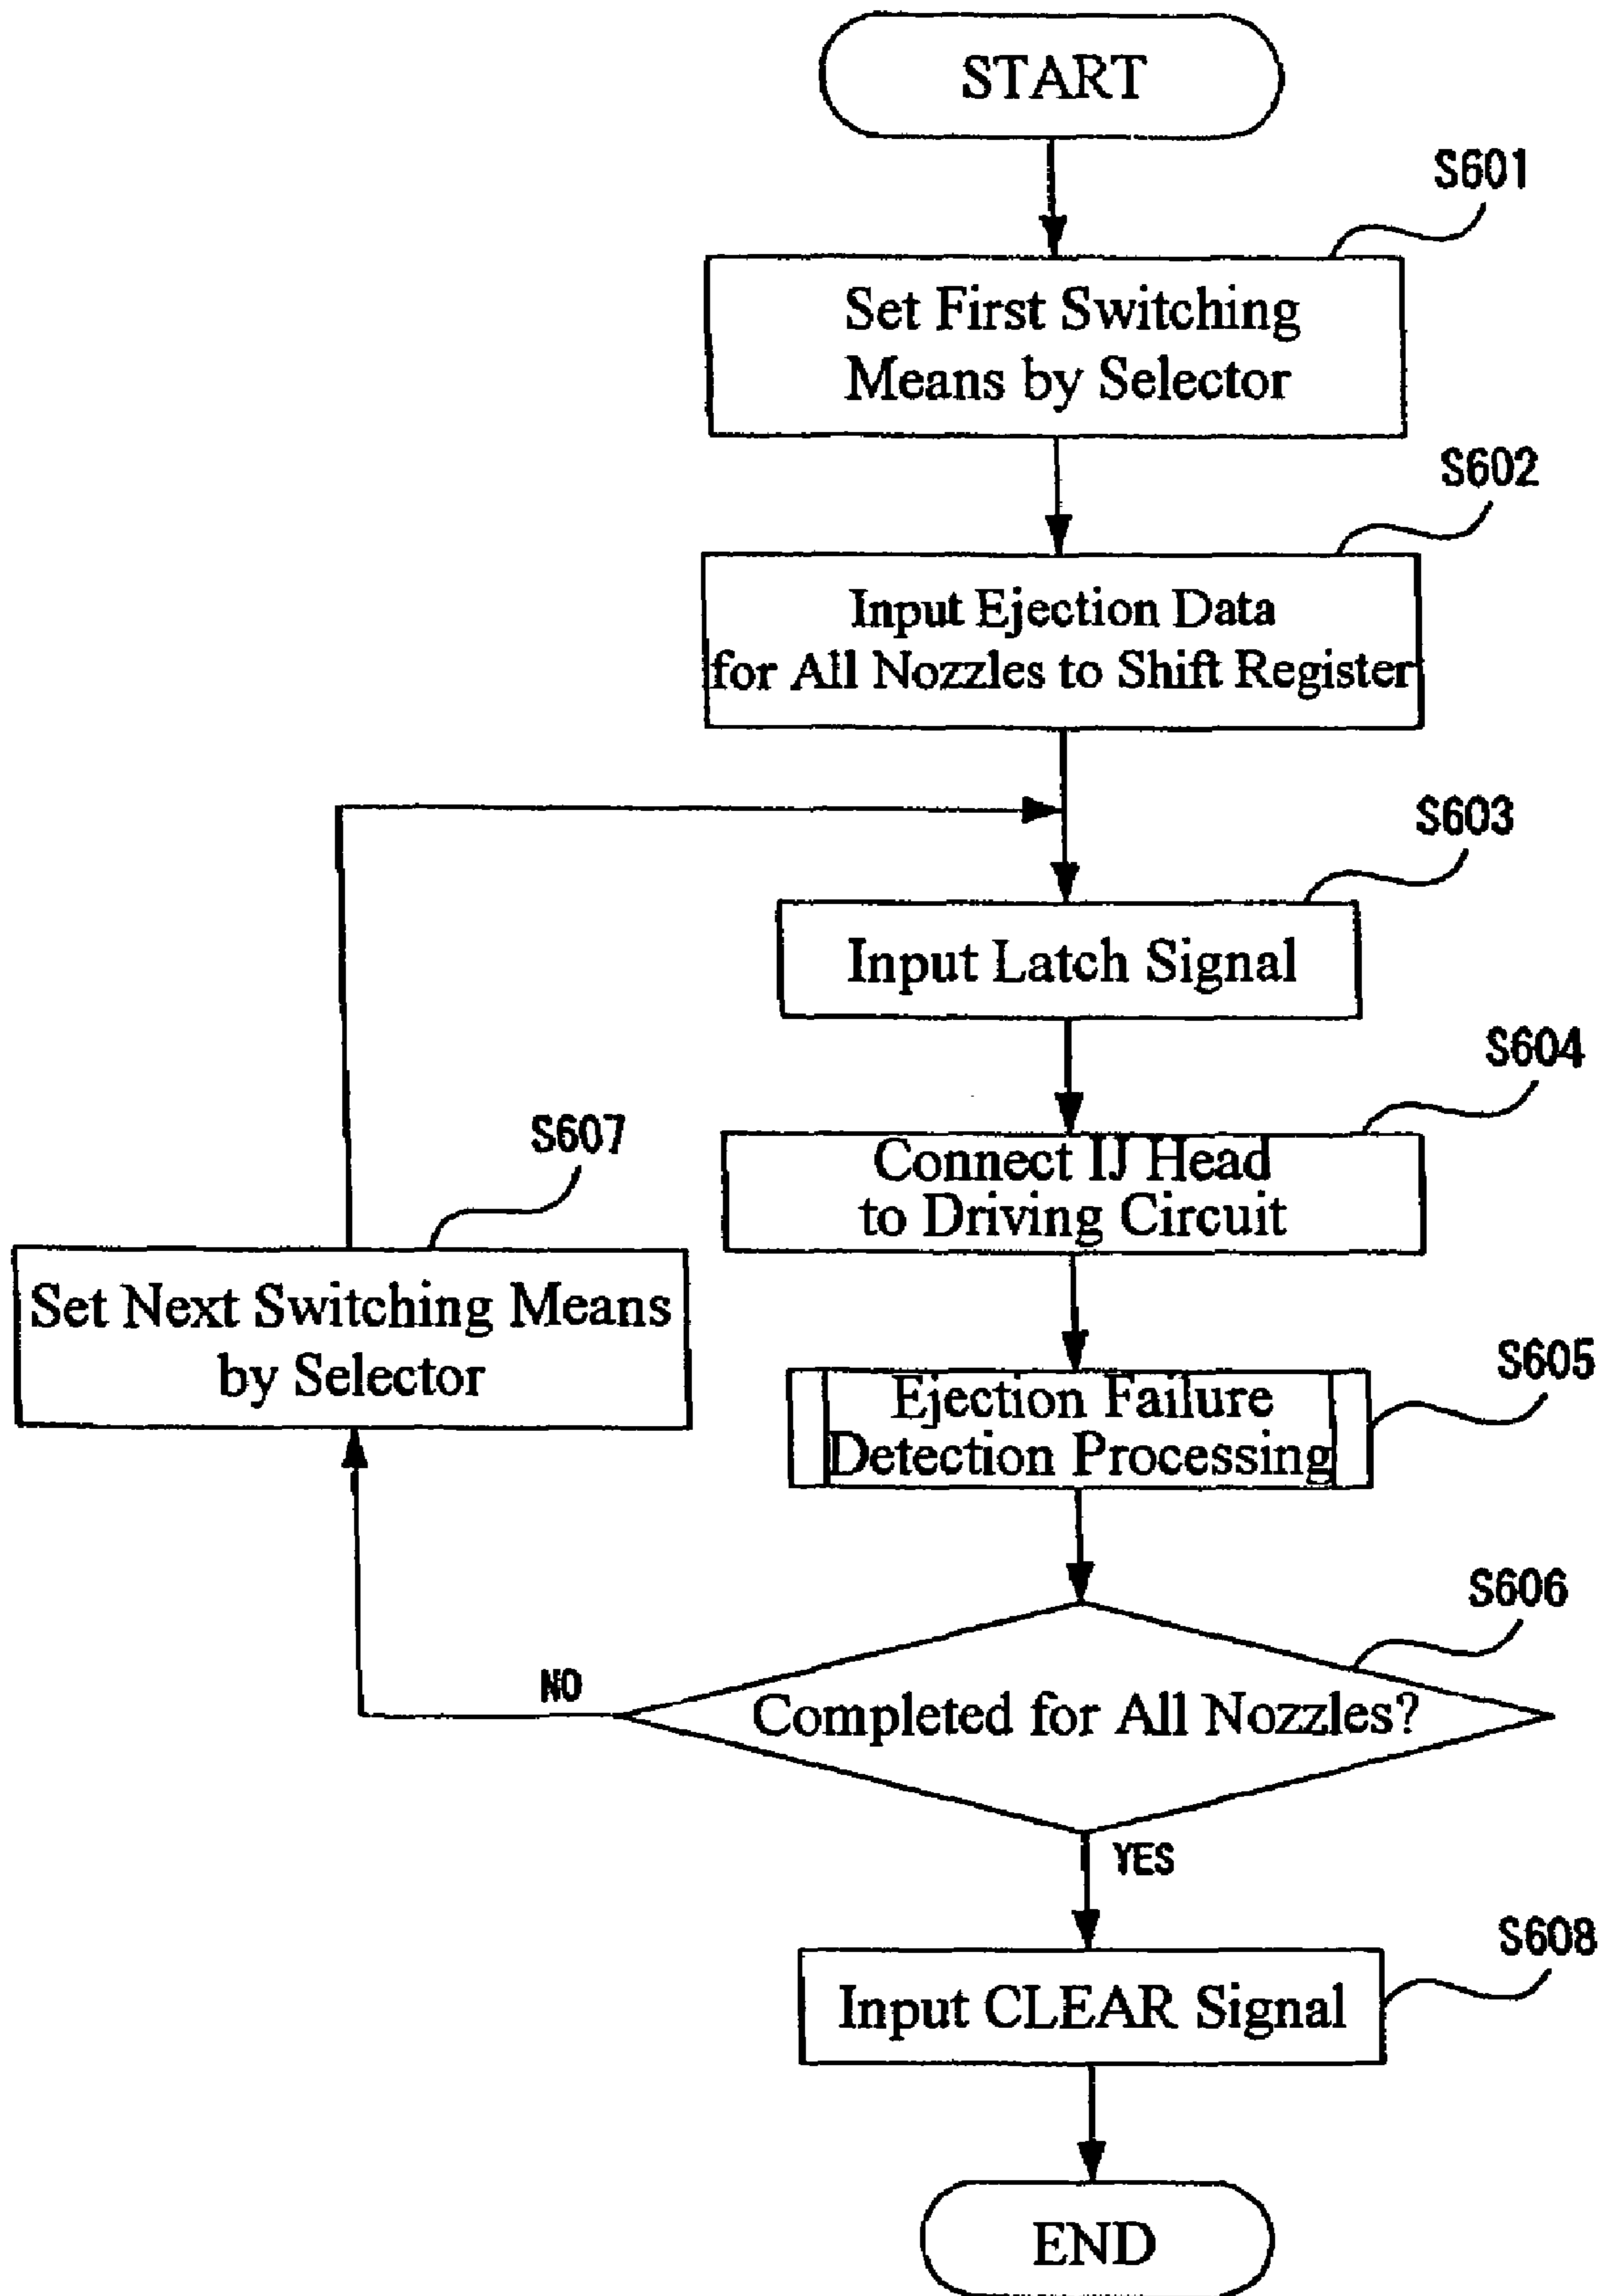 START
S601
Set First Switching
Means by Selector
S602
Input Ejection Data
for All Nozzles to Shift Register
S603
Input Latch Signal
S604
Connect IJ Head
to Driving Circuit
S607
Set Next Switching Means
by Selector
S605
Ejection Failure
Detection Processing
S606
NO
Completed for All Nozzles?
YES
S608
Input CLEAR Signal
END